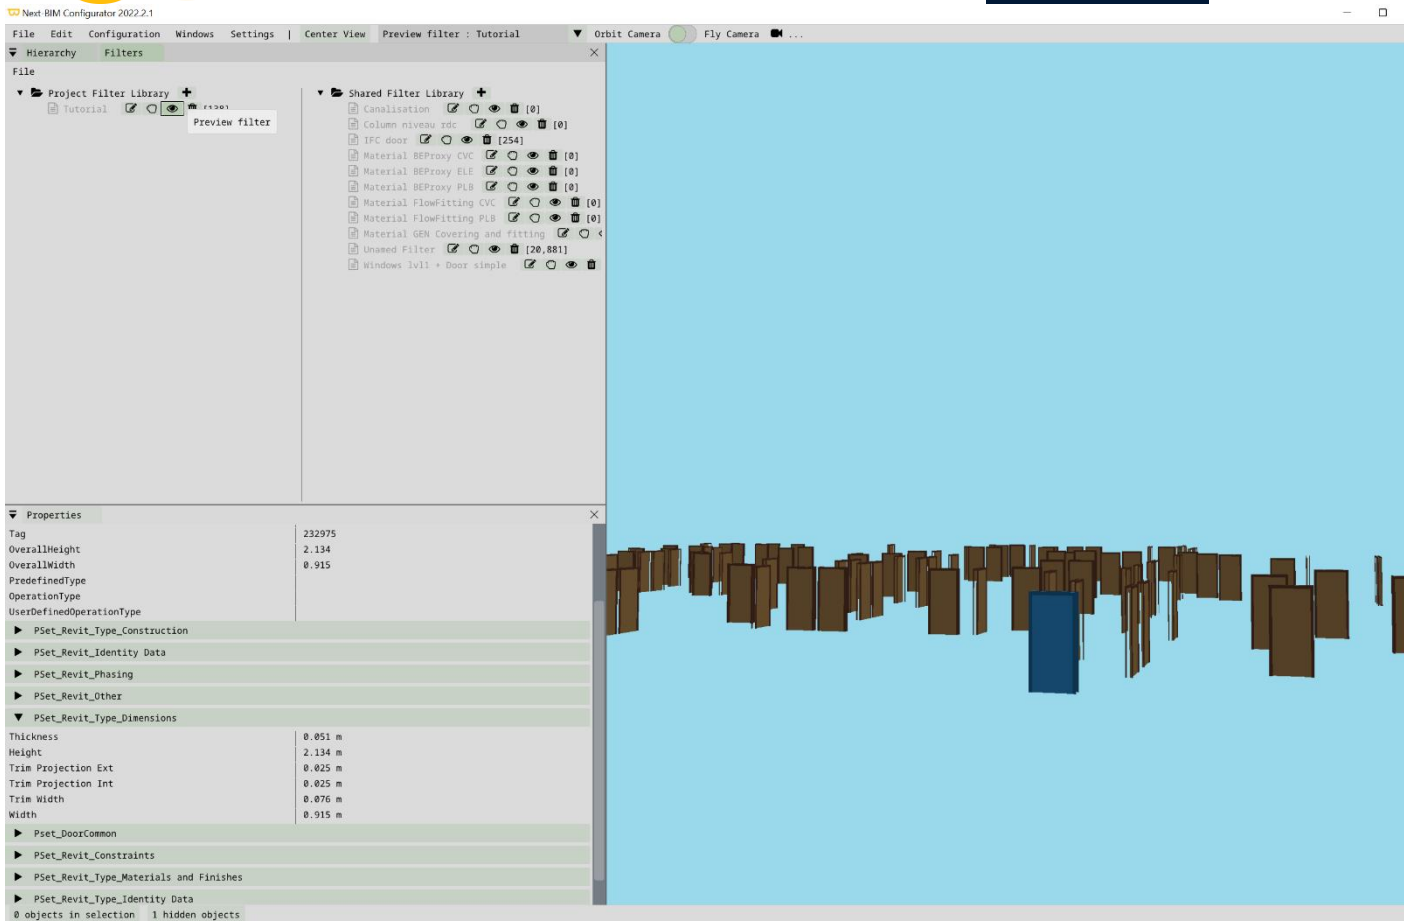 Next-BIM Configurator 2022.2.1
File Edit Configuration Windows Settings | Center View Preview filter : Tutorial ▼ Orbit Camera Fly Camera ...
Hierarchy Filters
File
Project Filter Library +
Tutorial
Preview filter
Shared Filter Library +
Canalisation [0]
Column niveau rdc [0]
IFC door [254]
Material BEProxy CVC [0]
Material BEProxy ELE [0]
Material BEProxy PLB [0]
Material FlowFitting CVC [0]
Material FlowFitting PLB [0]
Material GEN Covering and fitting
Unamed Filter [20,881]
Windows lvl1 + Door simple
Properties
Tag 232975
OverallHeight 2.134
OverallWidth 0.915
PredefinedType
OperationType
UserDefinedOperationType
PSet_Revit_Type_Construction
PSet_Revit_Identity Data
PSet_Revit_Phasing
PSet_Revit_Other
PSet_Revit_Type_Dimensions
Thickness 0.051 m
Height 2.134 m
Trim Projection Ext 0.025 m
Trim Projection Int 0.025 m
Trim Width 0.076 m
Width 0.915 m
Pset_DoorCommon
PSet_Revit_Constraints
PSet_Revit_Type_Materials and Finishes
PSet_Revit_Type_Identity Data
0 objects in selection 1 hidden objects